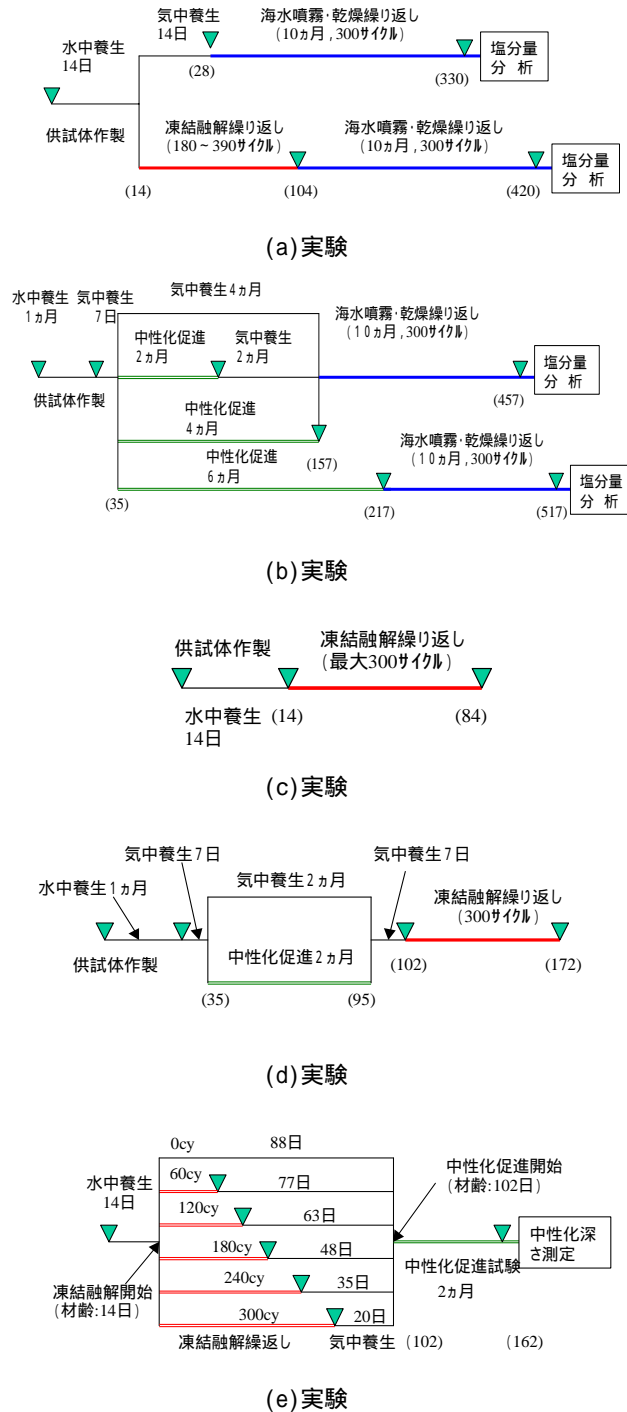 水中養生
14日
気中養生
14日
(28)
海水噴霧･乾燥繰り返し
(10ヵ月,300サイクル)
(330)
塩分量
分 析
供試体作製
凍結融解繰り返し
(180~390サイクル)
海水噴霧･乾燥繰り返し
(10ヵ月,300サイクル)
塩分量
分 析
(14)
(104)
(420)
(a)実験
水中養生
1ヵ月
気中養生
7日
気中養生4ヵ月
中性化促進
2ヵ月
気中養生
2ヵ月
海水噴霧･乾燥繰り返し
(10ヵ月,300サイクル)
(457)
塩分量
分 析
供試体作製
中性化促進
4ヵ月
(157)
中性化促進
6ヵ月
海水噴霧･乾燥繰り返し
(10ヵ月,300サイクル)
塩分量
分 析
(35)
(217)
(517)
(b)実験
供試体作製
凍結融解繰り返し
(最大300サイクル)
水中養生
14日
(14)
(84)
(c)実験
気中養生7日
気中養生7日
水中養生1ヵ月
気中養生2ヵ月
凍結融解繰り返し
(300サイクル)
供試体作製
中性化促進2ヵ月
(35)
(95)
(102)
(172)
(d)実験
0cy
88日
60cy
77日
120cy
63日
180cy
48日
240cy
35日
300cy
20日
水中養生
14日
中性化促進開始
(材齢:102日)
中性化深
さ測定
凍結融解開始
(材齢:14日)
中性化促進試験
2ヵ月
凍結融解繰返し
気中養生
(102)
(162)
(e)実験